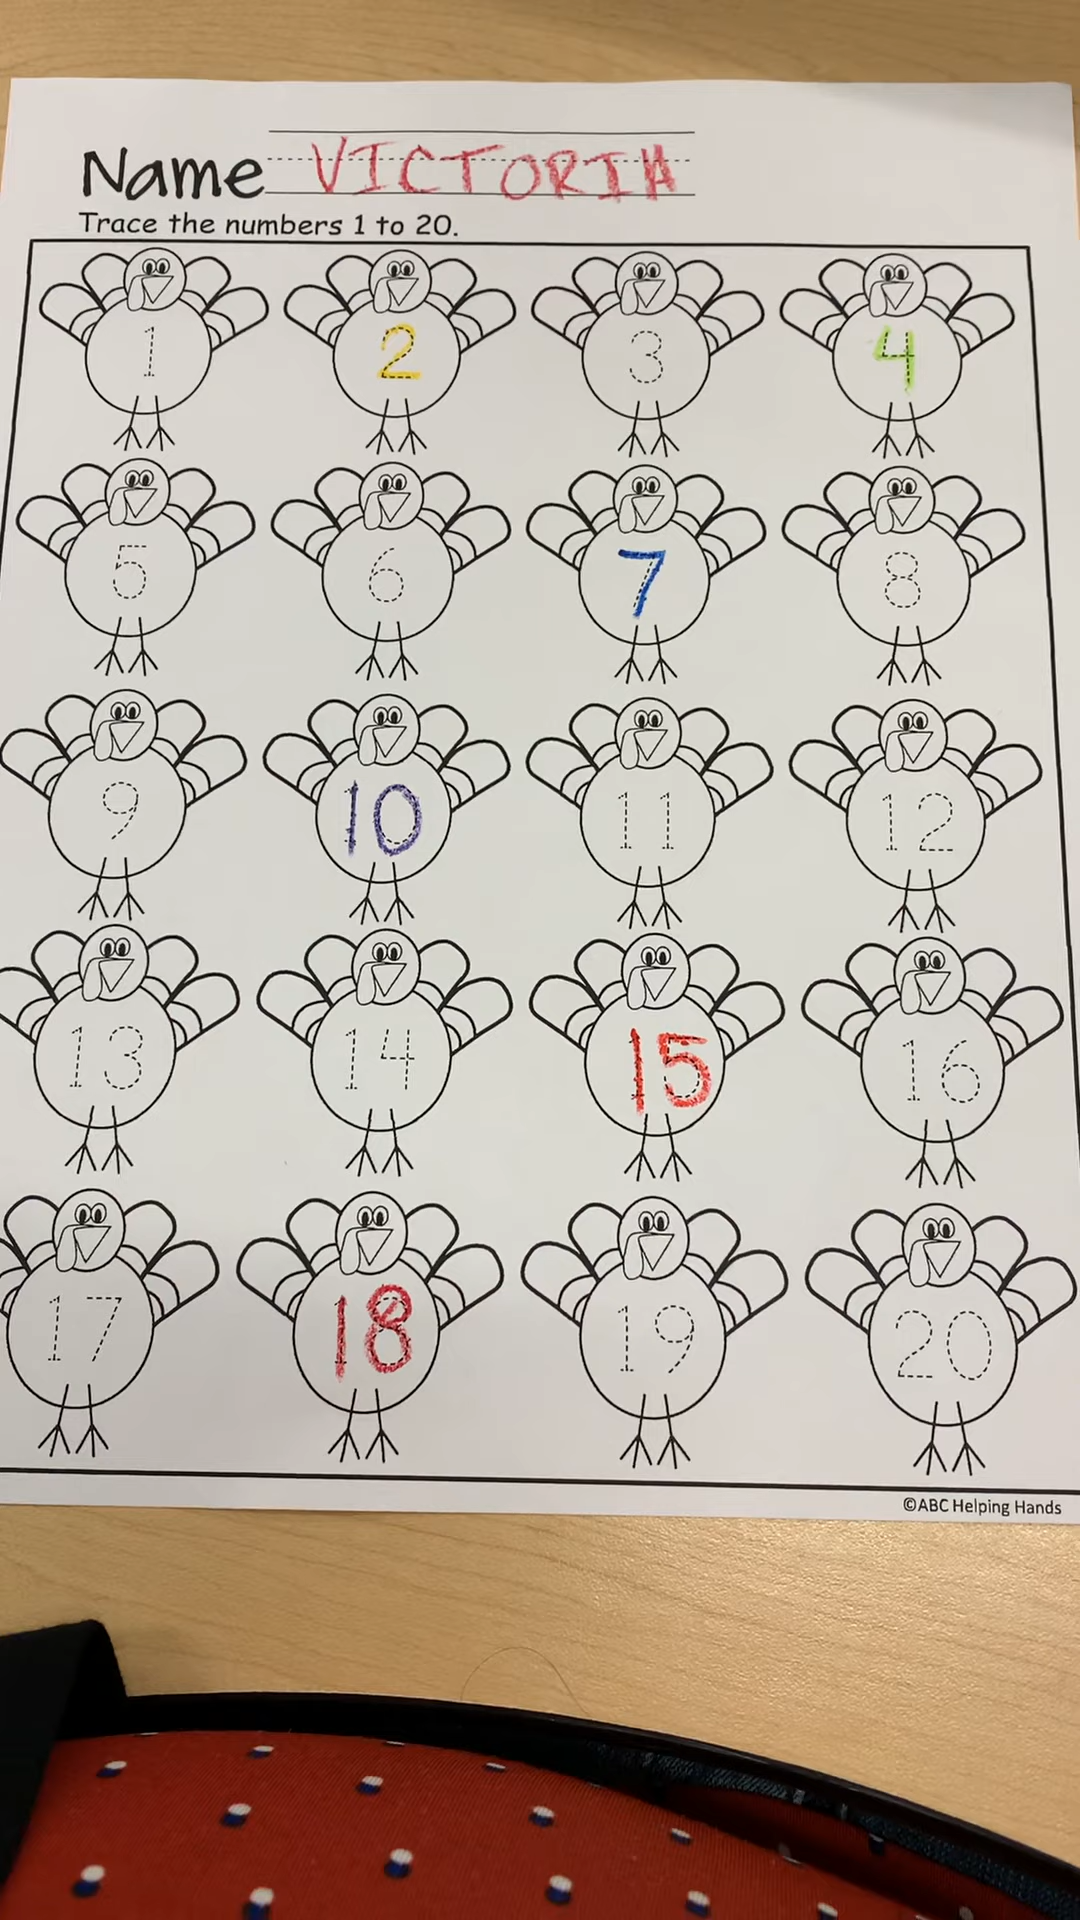 Name VICTORIA
Trace the numbers 1 to 20.
1 2 3 4
5 6 7 8
9 10 11 12
13 14 15 16
17 18 19 20
©ABC Helping Hands